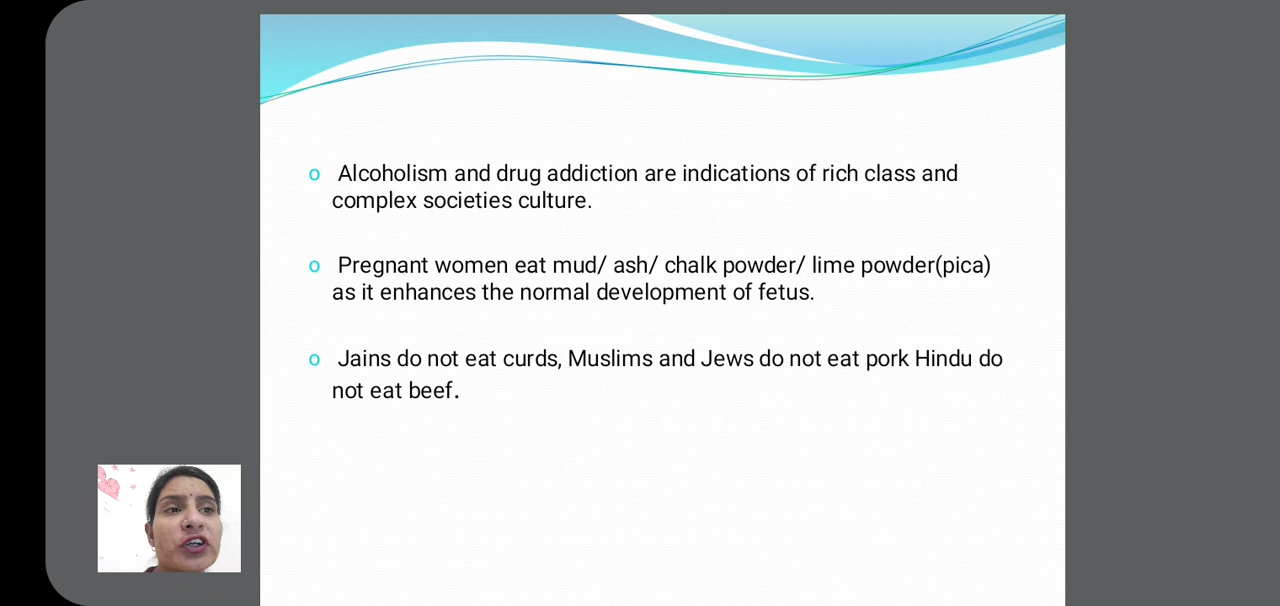 o Alcoholism and drug addiction are indications of rich class and
complex societies culture.
o Pregnant women eat mud/ ash/ chalk powder/ lime powder(pica)
as it enhances the normal development of fetus.
o Jains do not eat curds, Muslims and Jews do not eat pork Hindu do
not eat beef.